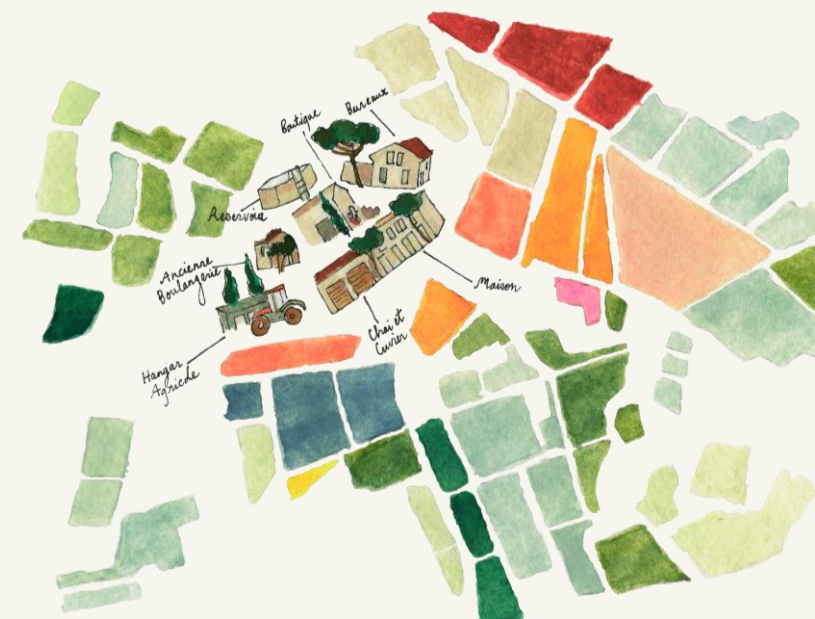 Bureaux
Boutique
Reservoir
Ancienne
Boulangerie
Maison
Chai et
Cuvier
Hangar
Agricole